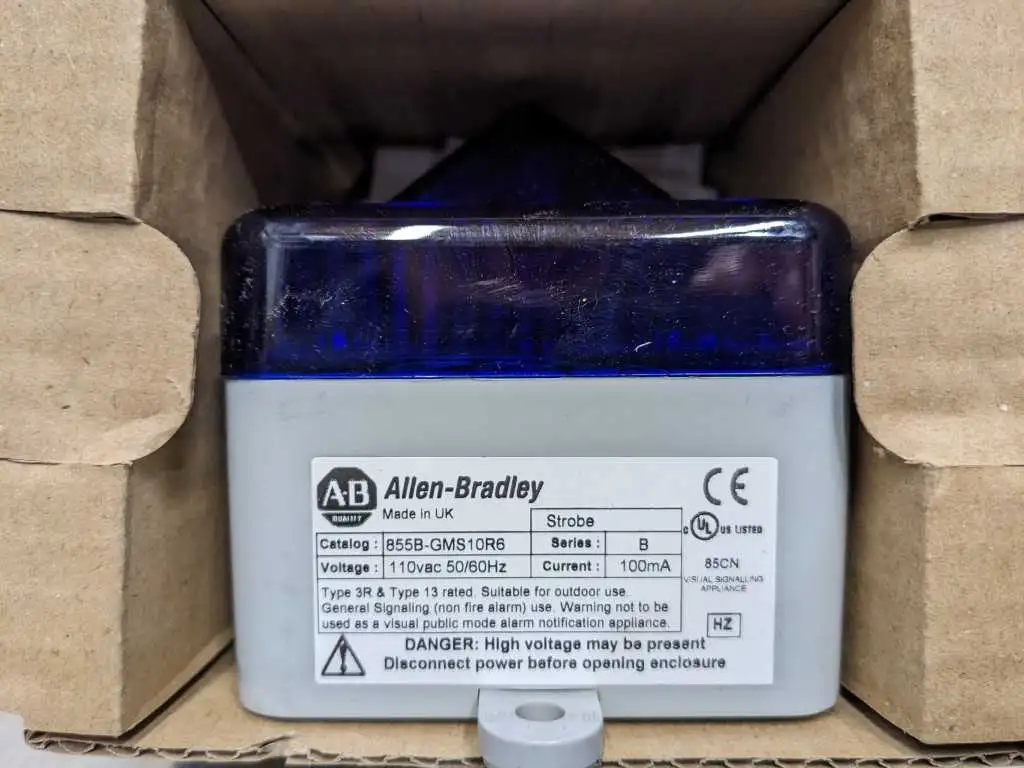 A·B
QUALITY
Allen-Bradley
Made in UK
CE
Strobe
C UL US LISTED
Catalog : 855B-GMS10R6 Series : B
Voltage : 110vac 50/60Hz Current : 100mA
85CN
VISUAL SIGNALLING
APPLIANCE
Type 3R & Type 13 rated. Suitable for outdoor use.
General Signaling (non fire alarm) use. Warning not to be
used as a visual public mode alarm notification appliance.
HZ
DANGER: High voltage may be present
Disconnect power before opening enclosure